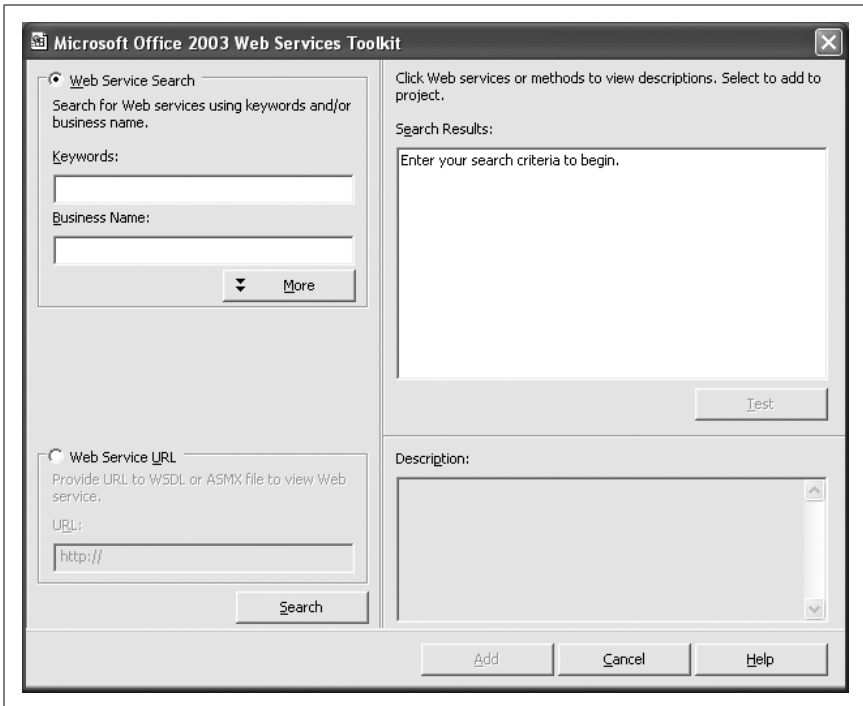 Microsoft Office 2003 Web Services Toolkit
Web Service Search
Search for Web services using keywords and/or
business name.
Keywords:
Business Name:
More
Web Service URL
Provide URL to WSDL or ASMX file to view Web
service.
URL:
http://
Search
Click Web services or methods to view descriptions. Select to add to
project.
Search Results:
Enter your search criteria to begin.
Test
Description:
Add
Cancel
Help